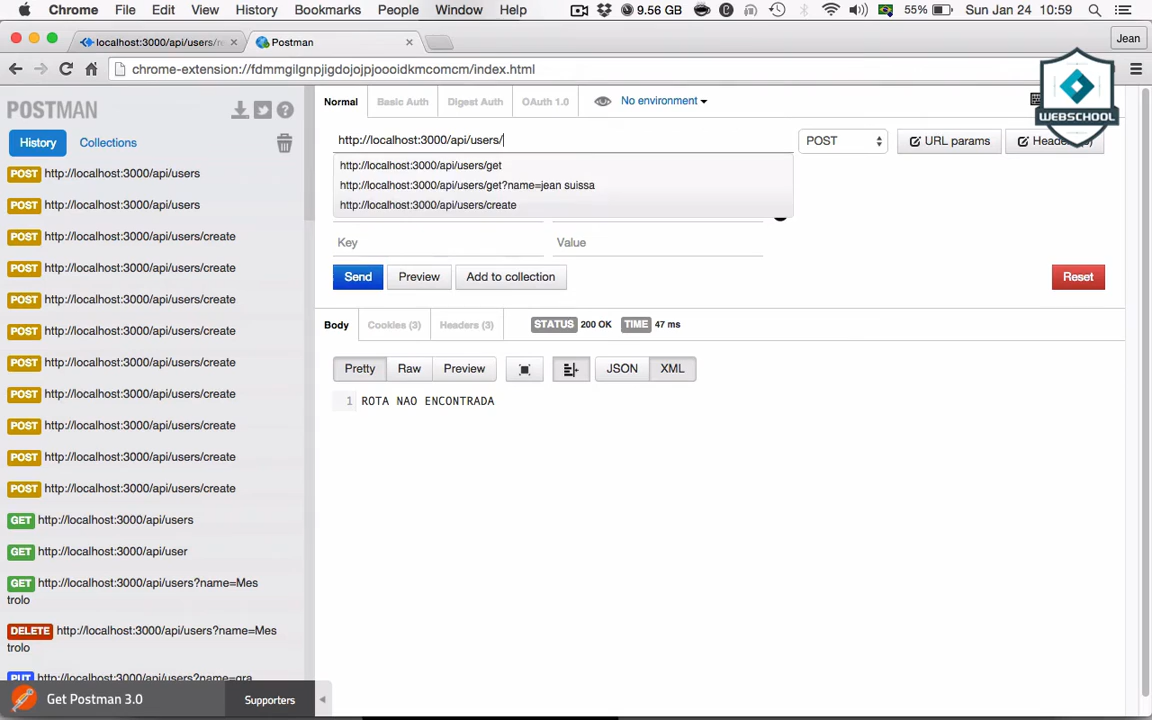 Chrome File Edit View History Bookmarks People Window Help 9.56 GB 55% Sun Jan 24 10:59
localhost:3000/api/users/
Postman
Jean
chrome-extension://fdmmgilgnpjigdojojpjoooidkmcomcm/index.html
WEBSCHOOL
POSTMAN
Normal Basic Auth Digest Auth OAuth 1.0 No environment
History Collections
http://localhost:3000/api/users/ POST URL params
http://localhost:3000/api/users/get
http://localhost:3000/api/users/get?name=jean suissa
http://localhost:3000/api/users/create
Key Value
Send Preview Add to collection Reset
Body Cookies (3) Headers (3) STATUS 200 OK TIME 47 ms
Pretty Raw Preview JSON XML
1 ROTA NAO ENCONTRADA
POST http://localhost:3000/api/users
POST http://localhost:3000/api/users
POST http://localhost:3000/api/users/create
POST http://localhost:3000/api/users/create
POST http://localhost:3000/api/users/create
POST http://localhost:3000/api/users/create
POST http://localhost:3000/api/users/create
POST http://localhost:3000/api/users/create
POST http://localhost:3000/api/users/create
POST http://localhost:3000/api/users/create
POST http://localhost:3000/api/users/create
GET http://localhost:3000/api/users
GET http://localhost:3000/api/user
GET http://localhost:3000/api/users?name=Mes
trolo
DELETE http://localhost:3000/api/users?name=Mes
trolo
PUT http://localhost:3000/api/users?name=gra
Get Postman 3.0 Supporters